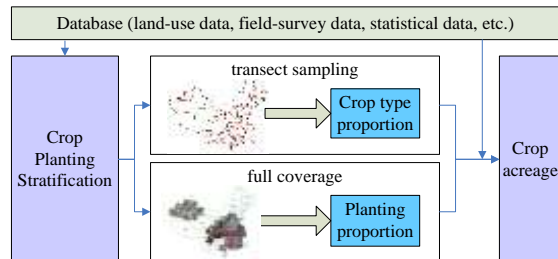 Database (land-use data, field-survey data, statistical data, etc.)
transect sampling
Crop type
proportion
Crop
Planting
Stratification
full coverage
Planting
proportion
Crop
acreage